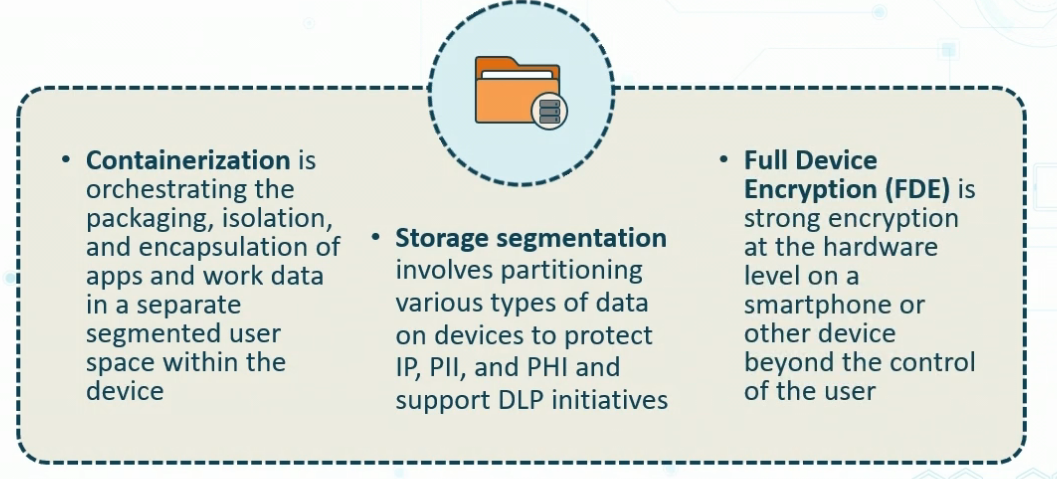 • Containerization is
orchestrating the
packaging, isolation,
and encapsulation of
apps and work data
in a separate
segmented user
space within the
device
• Storage segmentation
involves partitioning
various types of data
on devices to protect
IP, PII, and PHI and
support DLP initiatives
• Full Device
Encryption (FDE) is
strong encryption
at the hardware
level on a
smartphone or
other device
beyond the control
of the user